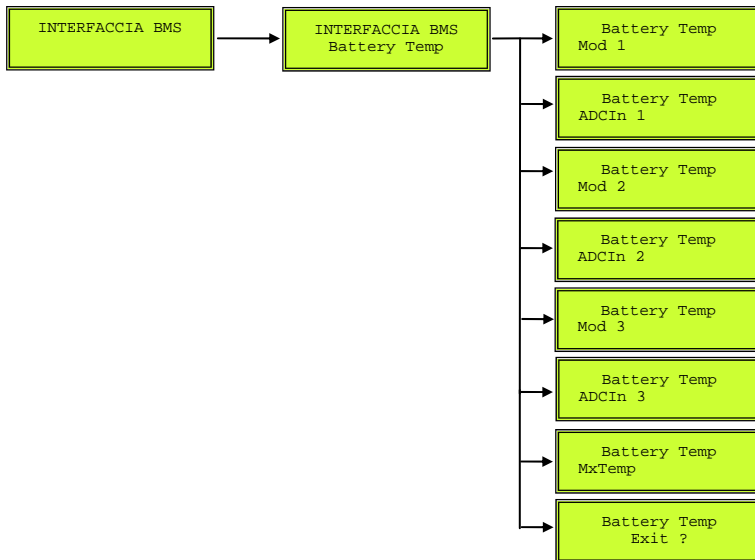 INTERFACCIA BMS
INTERFACCIA BMS
Battery Temp
Battery Temp
Mod 1
Battery Temp
ADCIn 1
Battery Temp
Mod 2
Battery Temp
ADCIn 2
Battery Temp
Mod 3
Battery Temp
ADCIn 3
Battery Temp
MxTemp
Battery Temp
Exit ?